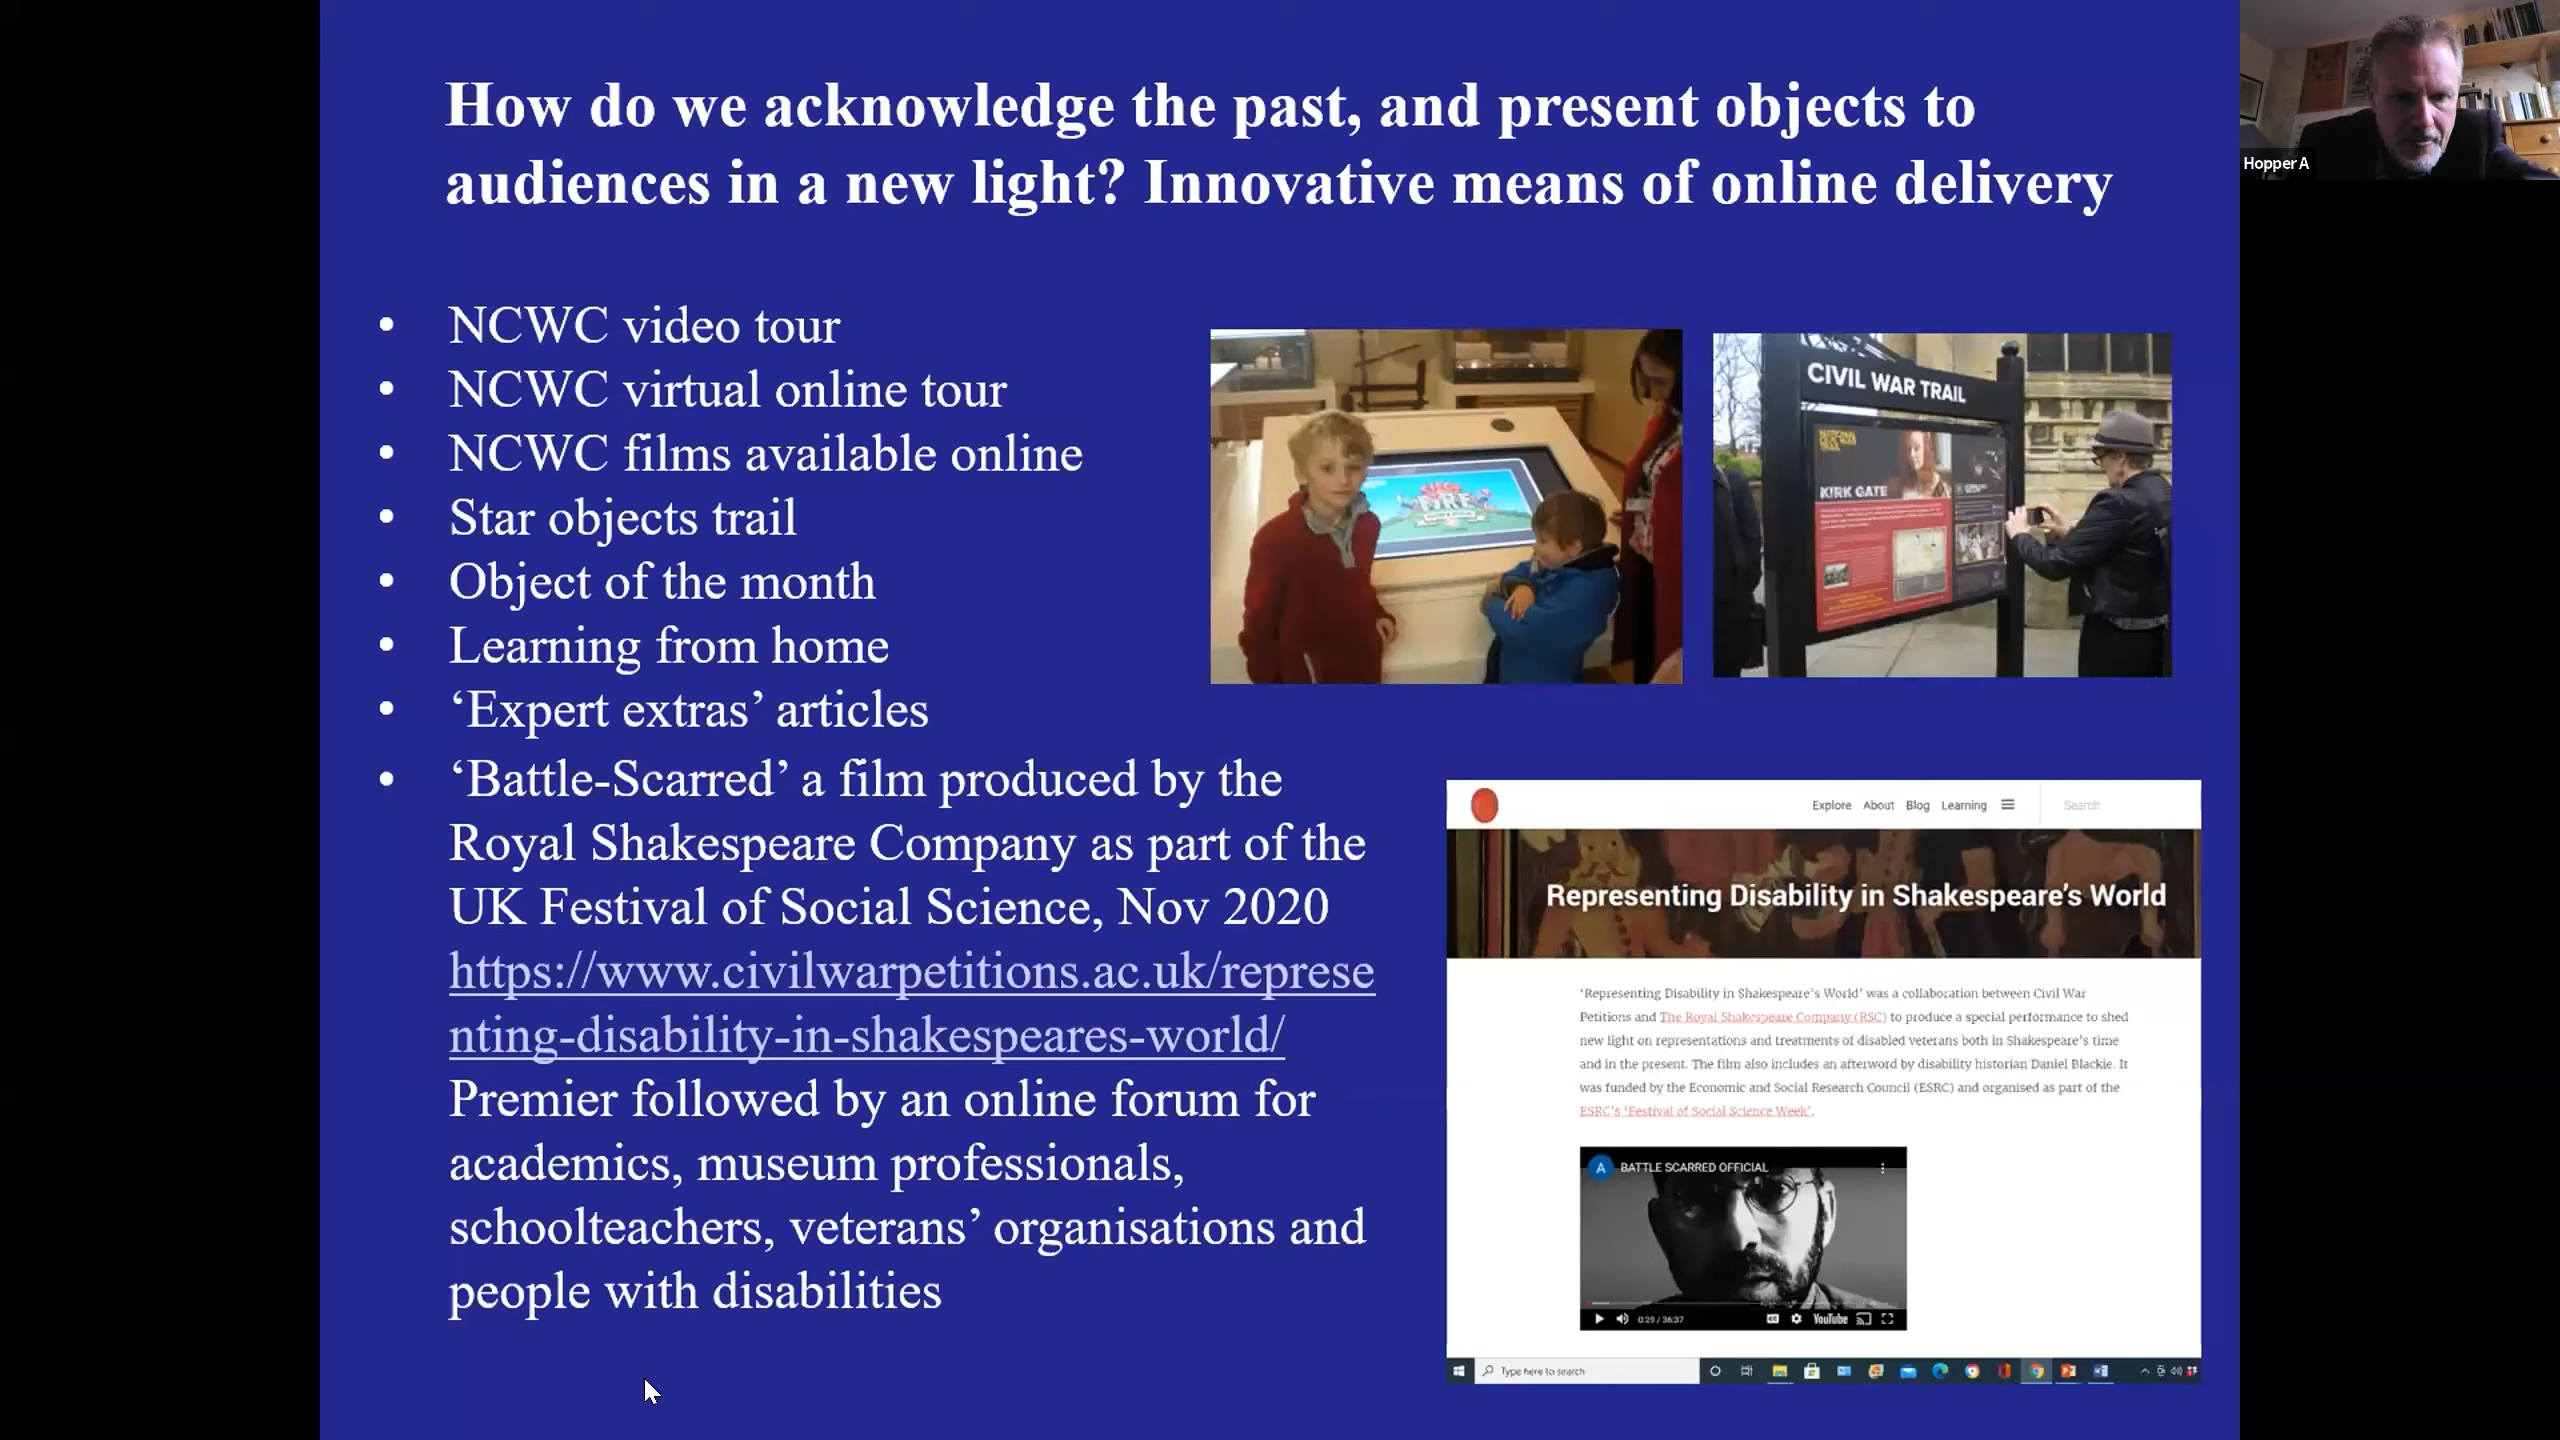 How do we acknowledge the past, and present objects to
audiences in a new light? Innovative means of online delivery
Hopper A
• NCWC video tour
• NCWC virtual online tour
• NCWC films available online
• Star objects trail
• Object of the month
• Learning from home
• ‘Expert extras’ articles
• ‘Battle-Scarred’ a film produced by the
Royal Shakespeare Company as part of the
UK Festival of Social Science, Nov 2020
https://www.civilwarpetitions.ac.uk/represe
nting-disability-in-shakespeares-world/
Premier followed by an online forum for
academics, museum professionals,
schoolteachers, veterans’ organisations and
people with disabilities
CIVIL WAR TRAIL
KIRK GATE
Explore About Blog Learning Search
Representing Disability in Shakespeare’s World
‘Representing Disability in Shakespeare’s World’ was a collaboration between Civil War
Petitions and The Royal Shakespeare Company (RSC) to produce a special performance to shed
new light on representations and treatments of disabled veterans both in Shakespeare’s time
and in the present. The film also includes an afterword by disability historian Daniel Blackie. It
was funded by the Economic and Social Research Council (ESRC) and organised as part of the
ESRC’s ‘Festival of Social Science Week’.
A BATTLE SCARRED OFFICIAL
0:29 / 36:37 YouTube
Type here to search